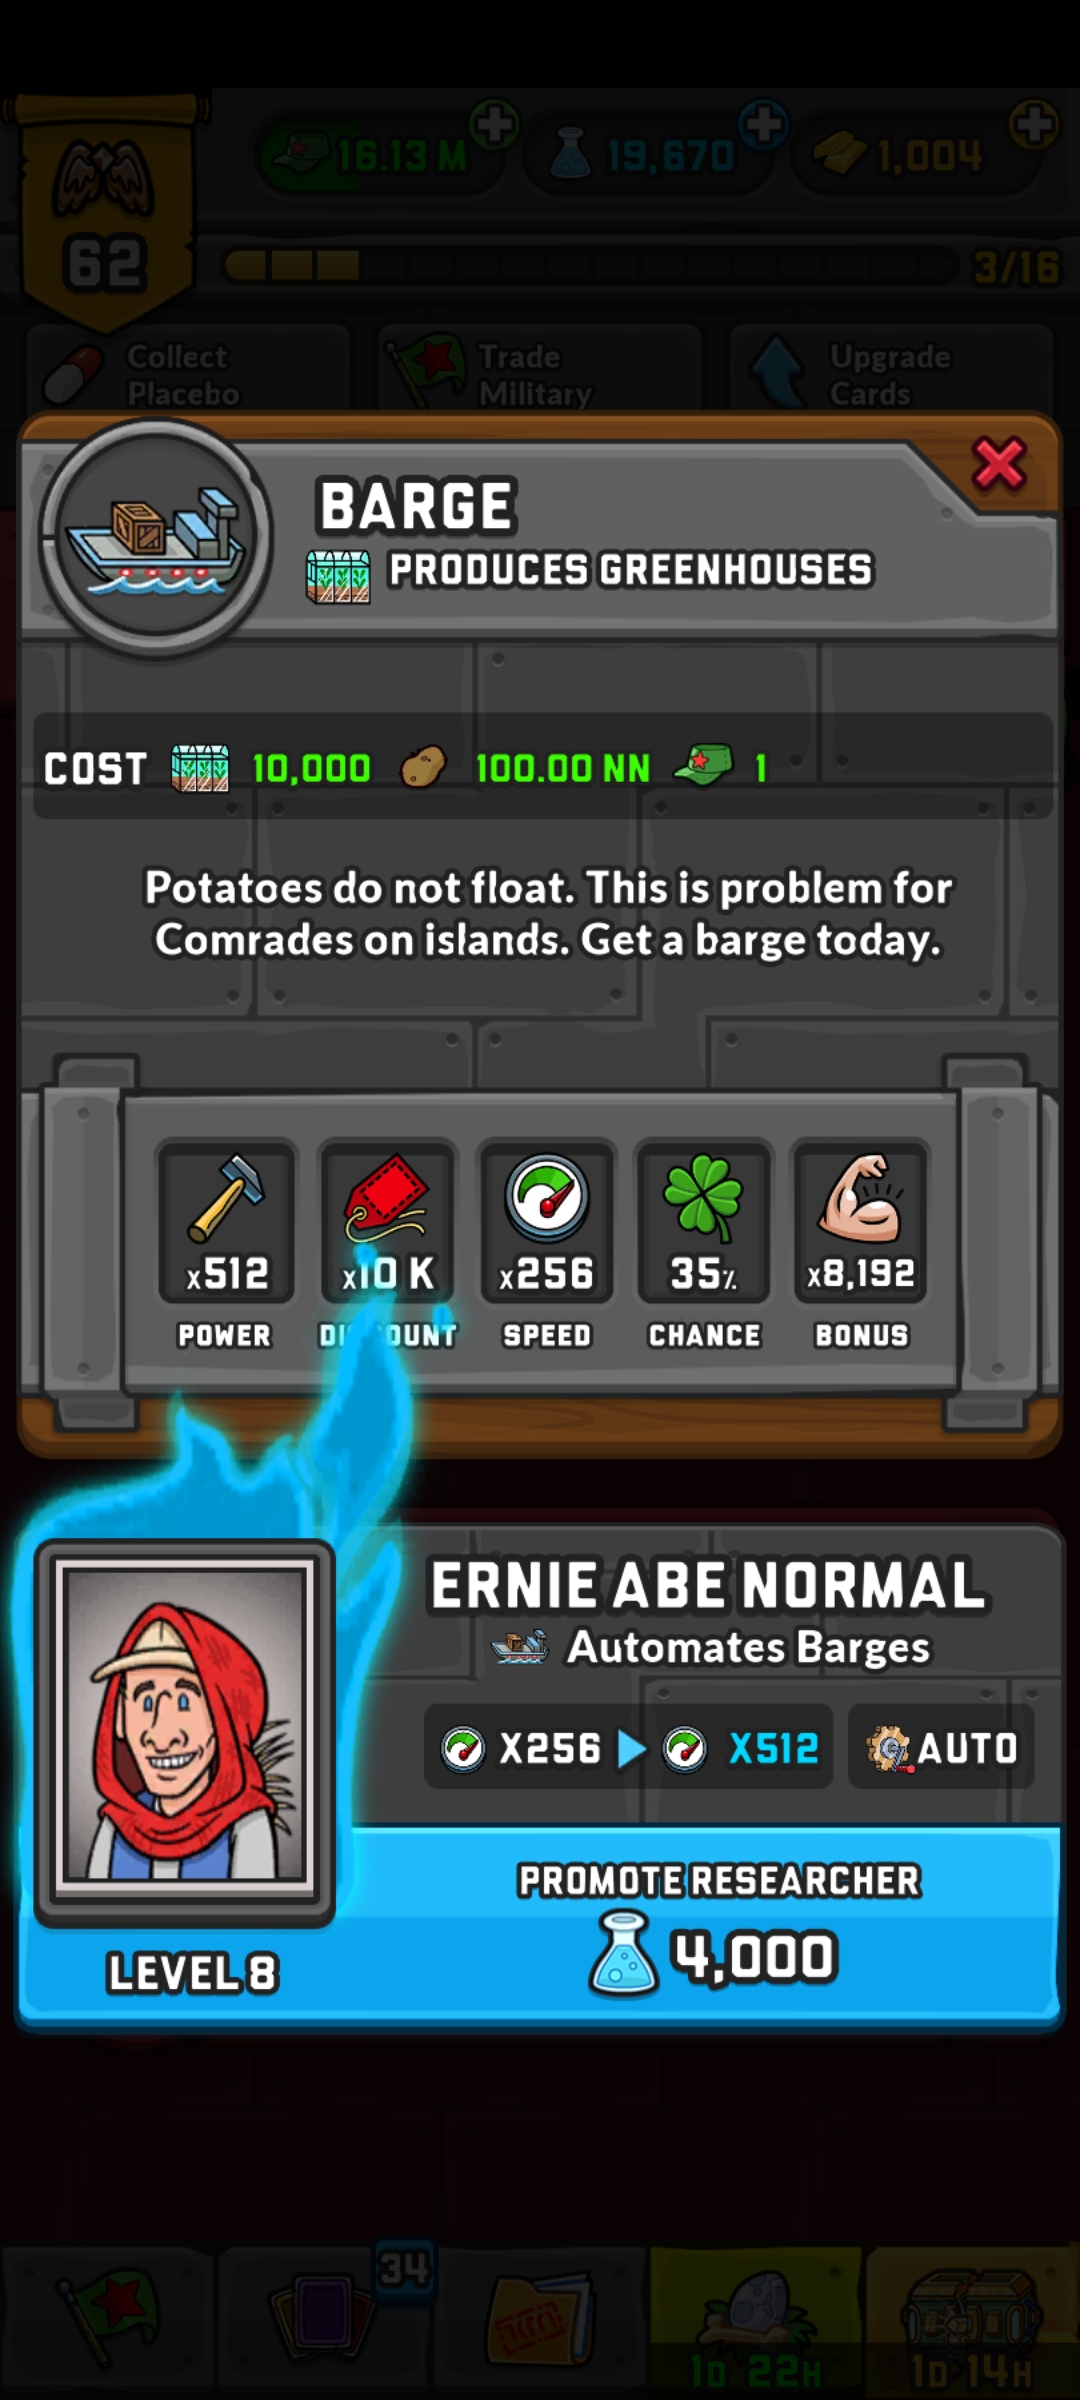 16.13 M
19,670
1,004
62
3/16
Collect
Placebo
Trade
Military
Upgrade
Cards
BARGE
PRODUCES GREENHOUSES
COST 10,000 100.00 NN 1
Potatoes do not float. This is problem for
Comrades on islands. Get a barge today.
x512 x10 K x256 35% x8,192
POWER DISCOUNT SPEED CHANCE BONUS
ERNIE ABE NORMAL
Automates Barges
X256 X512 AUTO
PROMOTE RESEARCHER
4,000
LEVEL 8
34
1D 22H
1D 14H